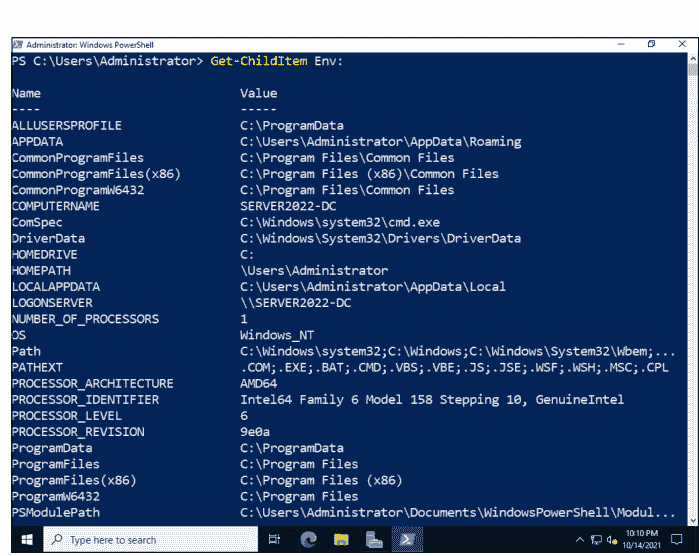 Administrator: Windows PowerShell
PS C:\Users\Administrator> Get-ChildItem Env:
Name Value
---- -----
ALLUSERSPROFILE C:\ProgramData
APPDATA C:\Users\Administrator\AppData\Roaming
CommonProgramFiles C:\Program Files\Common Files
CommonProgramFiles(x86) C:\Program Files (x86)\Common Files
CommonProgramW6432 C:\Program Files\Common Files
COMPUTERNAME SERVER2022-DC
ComSpec C:\Windows\system32\cmd.exe
DriverData C:\Windows\System32\Drivers\DriverData
HOMEDRIVE C:
HOMEPATH \Users\Administrator
LOCALAPPDATA C:\Users\Administrator\AppData\Local
LOGONSERVER \\SERVER2022-DC
NUMBER_OF_PROCESSORS 1
OS Windows_NT
Path C:\Windows\system32;C:\Windows;C:\Windows\System32\Wbem;...
PATHEXT .COM;.EXE;.BAT;.CMD;.VBS;.VBE;.JS;.JSE;.WSF;.WSH;.MSC;.CPL
PROCESSOR_ARCHITECTURE AMD64
PROCESSOR_IDENTIFIER Intel64 Family 6 Model 158 Stepping 10, GenuineIntel
PROCESSOR_LEVEL 6
PROCESSOR_REVISION 9e0a
ProgramData C:\ProgramData
ProgramFiles C:\Program Files
ProgramFiles(x86) C:\Program Files (x86)
ProgramW6432 C:\Program Files
PSModulePath C:\Users\Administrator\Documents\WindowsPowerShell\Modul...
Type here to search
10:10 PM
10/14/2021